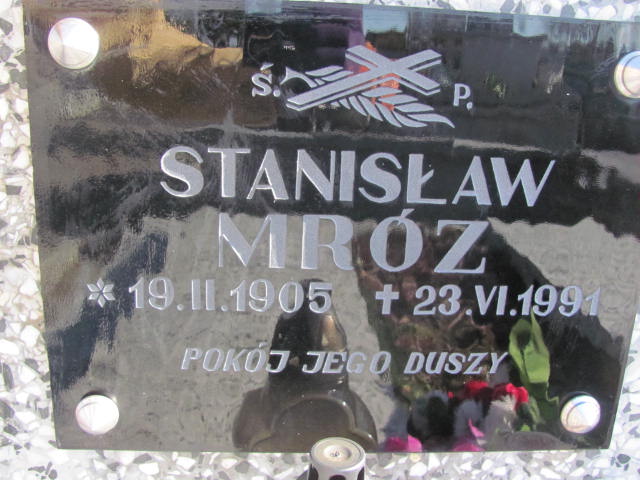 Ś. P.
STANISŁAW
MRÓZ
* 19.II.1905 † 23.VI.1991
POKÓJ JEGO DUSZY